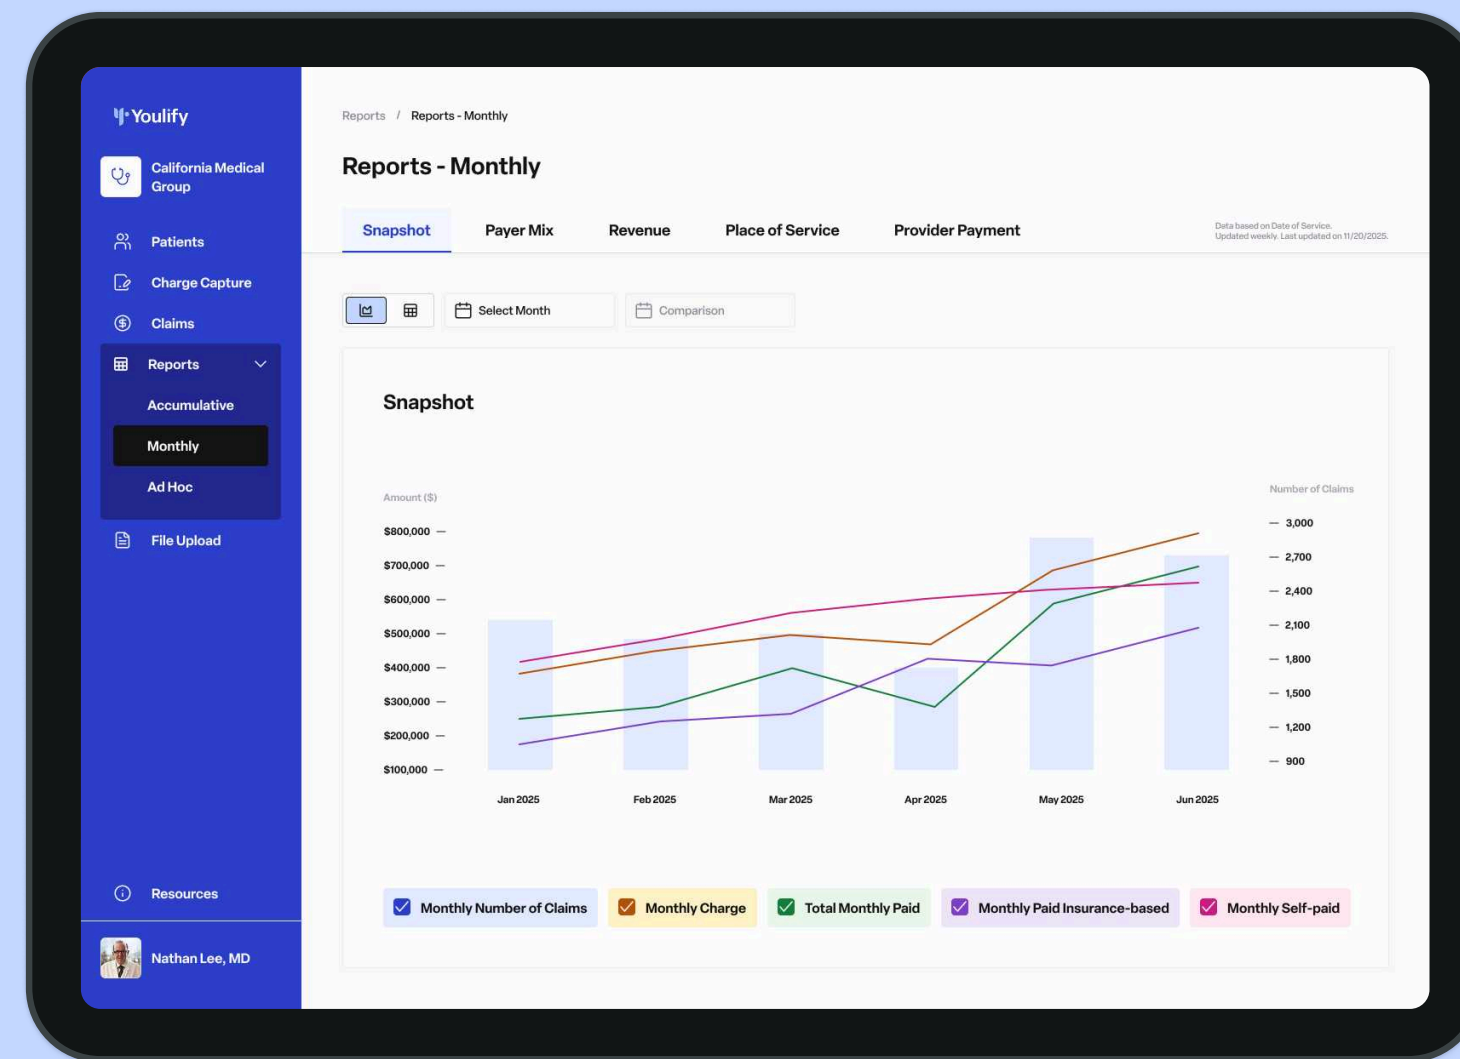 Youlify
California Medical
Group
Patients
Charge Capture
Claims
Reports
Accumulative
Monthly
Ad Hoc
File Upload
Resources
Nathan Lee, MD
Reports / Reports - Monthly
Reports - Monthly
Snapshot Payer Mix Revenue Place of Service Provider Payment
Data based on Date of Service.
Updated weekly. Last updated on 11/20/2025.
Select Month Comparison
Snapshot
Amount ($)
$800,000
$700,000
$600,000
$500,000
$400,000
$300,000
$200,000
$100,000
Number of Claims
3,000
2,700
2,400
2,100
1,800
1,500
1,200
900
Jan 2025 Feb 2025 Mar 2025 Apr 2025 May 2025 Jun 2025
Monthly Number of Claims Monthly Charge Total Monthly Paid Monthly Paid Insurance-based Monthly Self-paid